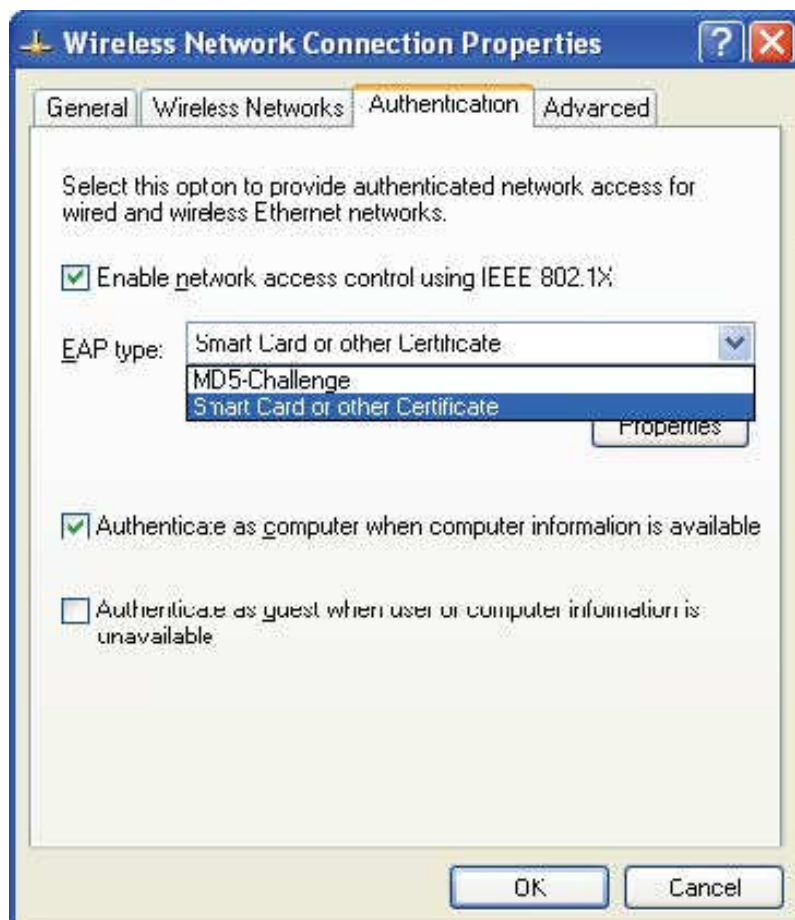 Wireless Network Connection Properties
General Wireless Networks Authentication Advanced
Select this option to provide authenticated network access for
wired and wireless Ethernet networks.
Enable network access control using IEEE 802.1X
EAP type: Smart Card or other Certificate
MD5-Challenge
Smart Card or other Certificate
Properties
Authenticate as computer when computer information is available
Authenticate as guest when user or computer information is
unavailable
OK Cancel